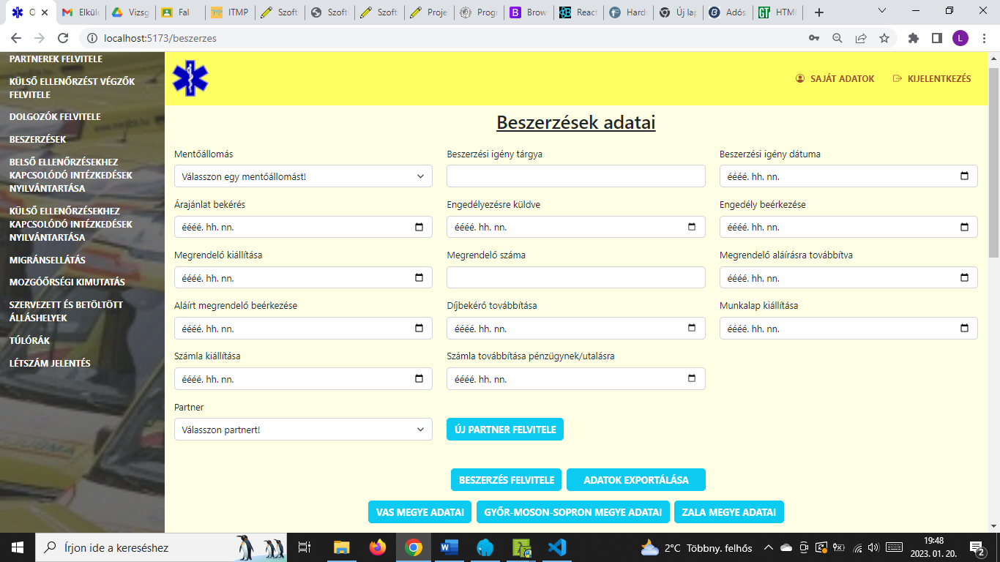 O
Elkül
Vizsg
Fal
ITMP
Szoft
Szoft
Szoft
Proje
Progr
Brow
React
Hard
Új lap
Adós
HTML
localhost:5173/beszerzes
L
PARTNEREK FELVITELE
KÜLSŐ ELLENŐRZÉST VÉGZŐK
FELVITELE
DOLGOZÓK FELVITELE
BESZERZÉSEK
BELSŐ ELLENŐRZÉSEKHEZ
KAPCSOLÓDÓ INTÉZKEDÉSEK
NYILVÁNTARTÁSA
KÜLSŐ ELLENŐRZÉSEKHEZ
KAPCSOLÓDÓ INTÉZKEDÉSEK
NYILVÁNTARTÁSA
MIGRÁNSELLÁTÁS
MOZGÓŐRSÉGI KIMUTATÁS
SZERVEZETT ÉS BETÖLTÖTT
ÁLLÁSHELYEK
TÚLÓRÁK
LÉTSZÁM JELENTÉS
SAJÁT ADATOK
KIJELENTKEZÉS
Beszerzések adatai
Mentőállomás
Beszerzési igény tárgya
Beszerzési igény dátuma
Válasszon egy mentőállomást!
éééé. hh. nn.
Árajánlat bekérés
Engedélyezésre küldve
Engedély beérkezése
éééé. hh. nn.
éééé. hh. nn.
éééé. hh. nn.
Megrendelő kiállítása
Megrendelő száma
Megrendelő aláírásra továbbítva
éééé. hh. nn.
éééé. hh. nn.
Aláírt megrendelő beérkezése
Díjbekérő továbbítása
Munkalap kiállítása
éééé. hh. nn.
éééé. hh. nn.
éééé. hh. nn.
Számla kiállítása
Számla továbbítása pénzügynek/utalásra
éééé. hh. nn.
éééé. hh. nn.
Partner
Válasszon partnert!
ÚJ PARTNER FELVITELE
BESZERZÉS FELVITELE
ADATOK EXPORTÁLÁSA
VAS MEGYE ADATAI
GYŐR-MOSON-SOPRON MEGYE ADATAI
ZALA MEGYE ADATAI
Írjon ide a kereséshez
2°C Többny. felhős
19:48
2023. 01. 20.
2